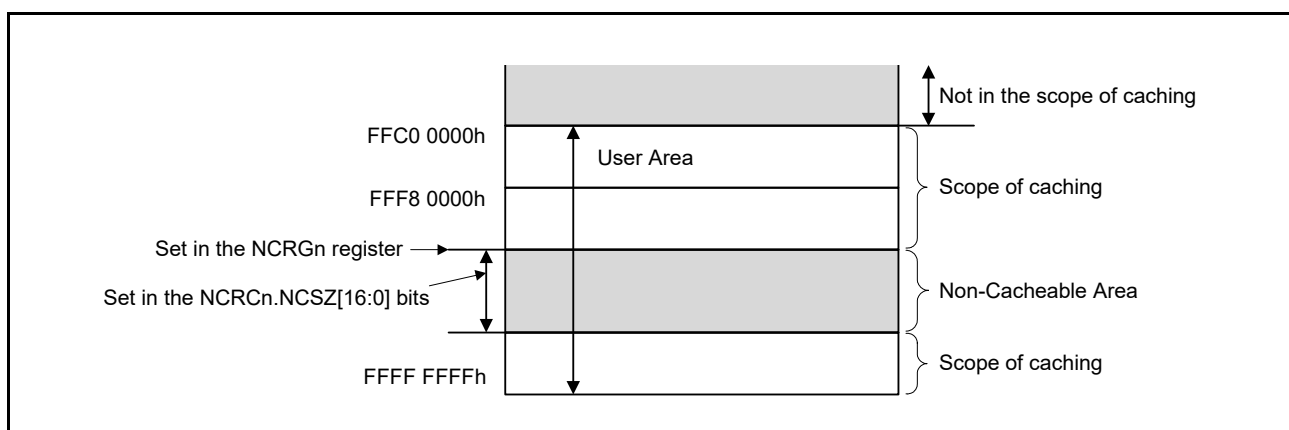 Not in the scope of caching
FFC0 0000h
User Area
Scope of caching
FFF8 0000h
Set in the NCRGn register
Set in the NCRCn.NCSZ[16:0] bits
Non-Cacheable Area
Scope of caching
FFFF FFFFh